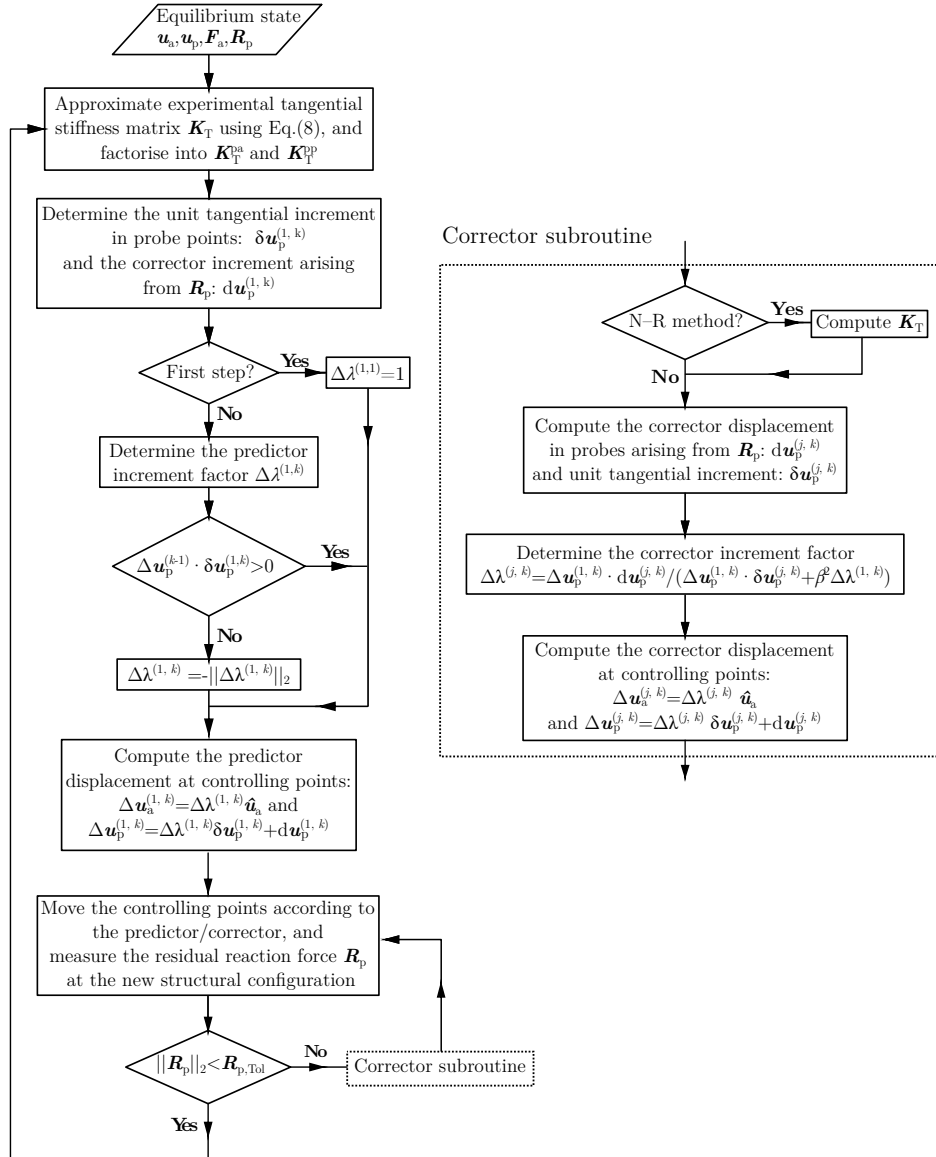 Equilibrium state
𝒖ₐ,𝒖ₚ,𝑭ₐ,𝑹ₚ
Approximate experimental tangential
stiffness matrix 𝑲_T using Eq.(8), and
factorise into 𝑲_T^pa and 𝑲_T^pp
Determine the unit tangential increment
in probe points: δ𝒖_p^(1, k)
and the corrector increment arising
from 𝑹_p: d𝒖_p^(1, k)
First step?
Yes
Δλ^(1,1)=1
No
Determine the predictor
increment factor Δλ^(1,k)
Δ𝒖_p^(k-1) · δ𝒖_p^(1,k)>0
Yes
No
Δλ^(1, k) =-||Δλ^(1, k)||₂
Compute the predictor
displacement at controlling points:
Δ𝒖_a^(1, k)=Δλ^(1, k)𝒖̂_a and
Δ𝒖_p^(1, k)=Δλ^(1, k)δ𝒖_p^(1, k)+d𝒖_p^(1, k)
Move the controlling points according to
the predictor/corrector, and
measure the residual reaction force 𝑹_p
at the new structural configuration
||𝑹_p||₂<𝑹_p,Tol
No
Corrector subroutine
Yes
Corrector subroutine
N–R method?
Yes
Compute 𝑲_T
No
Compute the corrector displacement
in probes arising from 𝑹_p: d𝒖_p^(j, k)
and unit tangential increment: δ𝒖_p^(j, k)
Determine the corrector increment factor
Δλ^(j, k)=Δ𝒖_p^(1, k) · d𝒖_p^(j, k)/(Δ𝒖_p^(1, k) · δ𝒖_p^(j, k)+β²Δλ^(1, k))
Compute the corrector displacement
at controlling points:
Δ𝒖_a^(j, k)=Δλ^(j, k) 𝒖̂_a
and Δ𝒖_p^(j, k)=Δλ^(j, k) δ𝒖_p^(j, k)+d𝒖_p^(j, k)